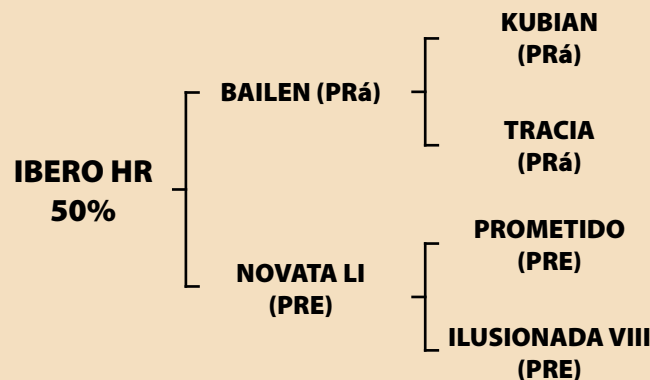 KUBIAN
(PRá)
BAILEN (PRá)
TRACIA
(PRá)
IBERO HR
50%
PROMETIDO
(PRE)
NOVATA LI
(PRE)
ILUSIONADA VIII
(PRE)